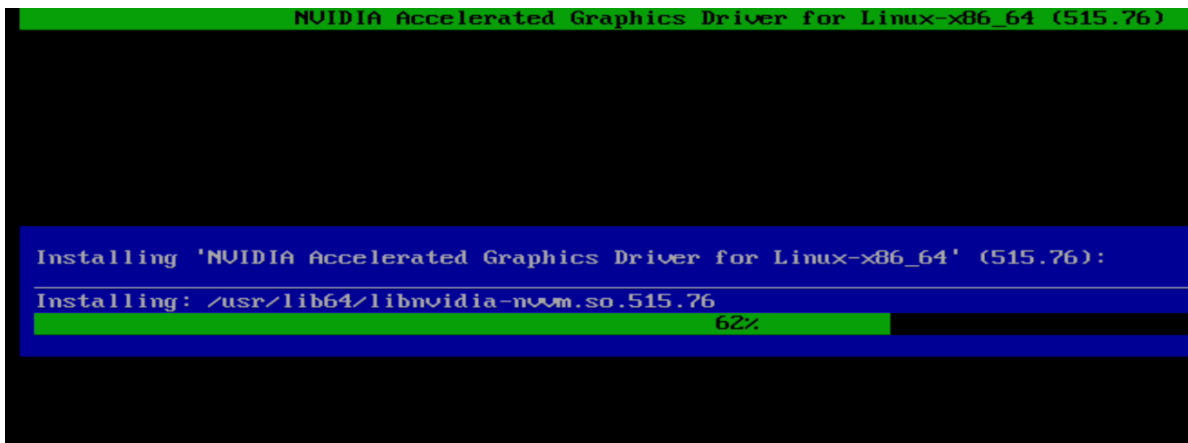 NVIDIA Accelerated Graphics Driver for Linux-x86_64 (515.76)
Installing 'NVIDIA Accelerated Graphics Driver for Linux-x86_64' (515.76):
Installing: /usr/lib64/libnvidia-nvvm.so.515.76
62%